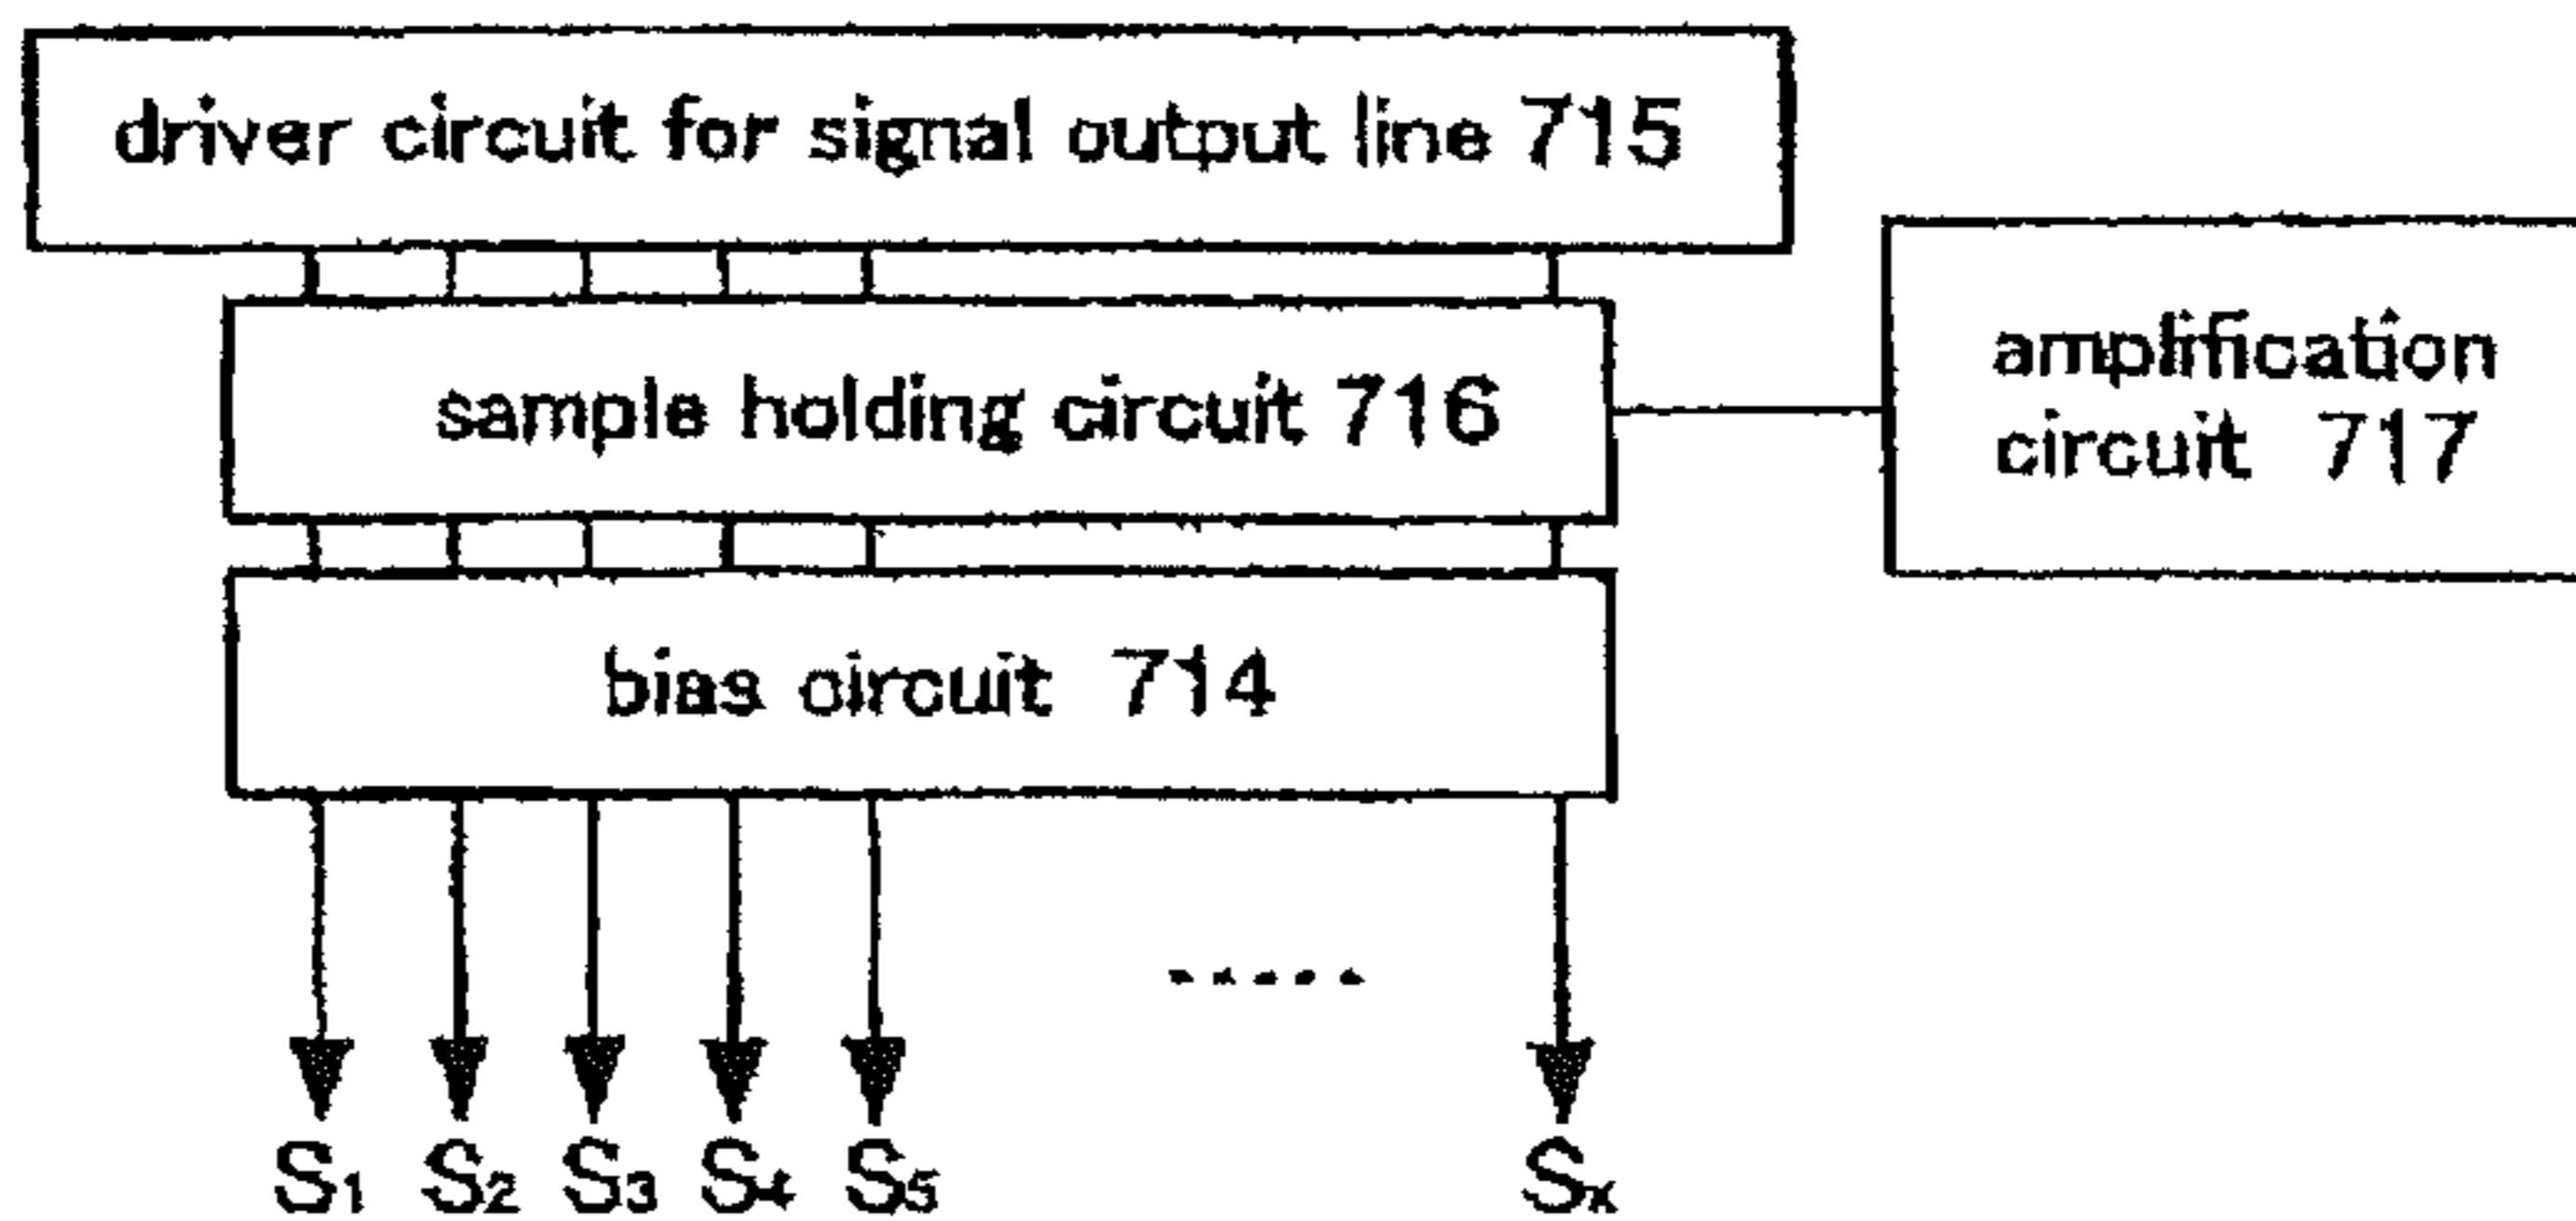 driver circuit for signal output line 715
sample holding circuit 716
amplification
circuit 717
bias circuit 714
.....
S1 S2 S3 S4 S5 Sx